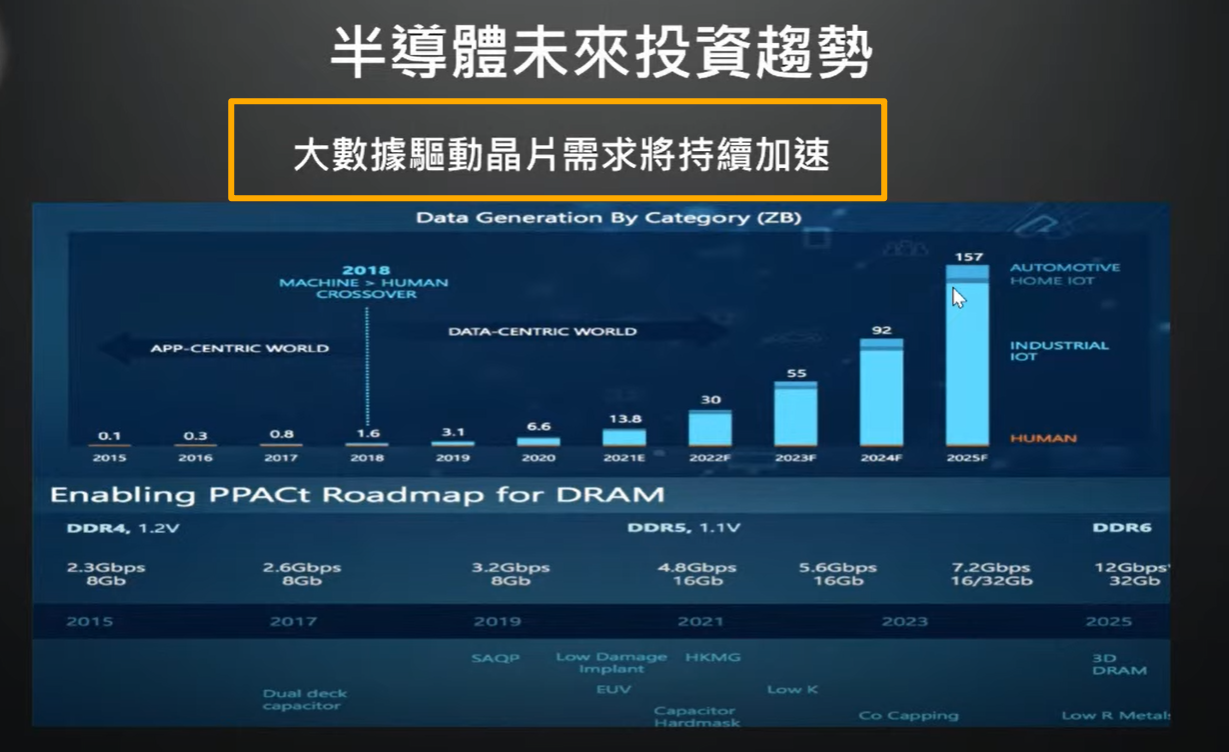 半導體未來投資趨勢
大數據驅動晶片需求將持續加速
Data Generation By Category (ZB)
2018
MACHINE > HUMAN
CROSSOVER
APP-CENTRIC WORLD
DATA-CENTRIC WORLD
0.1 0.3 0.8 1.6 3.1 6.6 13.8 30 55 92 157
AUTOMOTIVE
HOME IOT
INDUSTRIAL
IOT
HUMAN
2015 2016 2017 2018 2019 2020 2021E 2022F 2023F 2024F 2025F
Enabling PPACt Roadmap for DRAM
DDR4, 1.2V DDR5, 1.1V DDR6
2.3Gbps 2.6Gbps 3.2Gbps 4.8Gbps 5.6Gbps 7.2Gbps 12Gbps
8Gb 8Gb 8Gb 16Gb 16Gb 16/32Gb 32Gb
2015 2017 2019 2021 2023 2025
SAQP Low Damage HKMG 3D
Implant DRAM
Dual deck EUV Low K
capacitor
Capacitor Co Capping Low R Metal
Hardmask